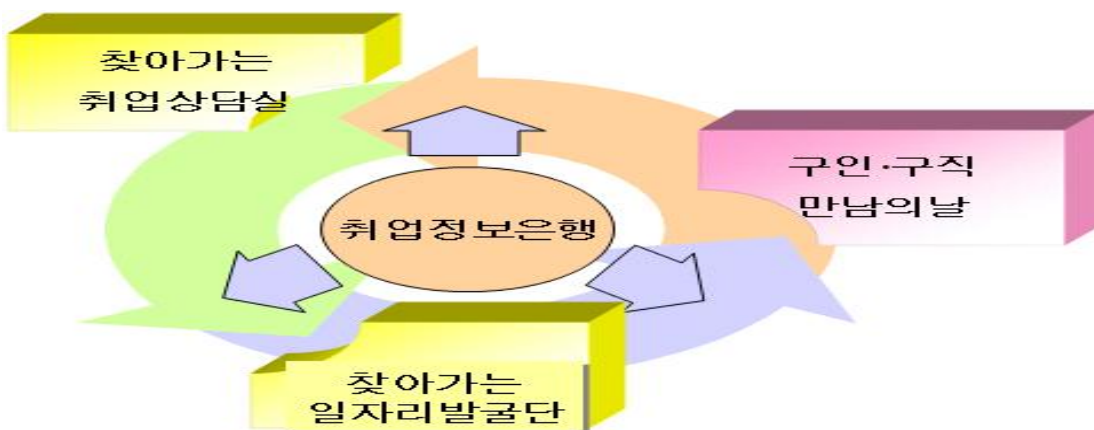 찾아가는
취업상담실
구인·구직
만남의날
취업정보은행
찾아가는
일자리발굴단